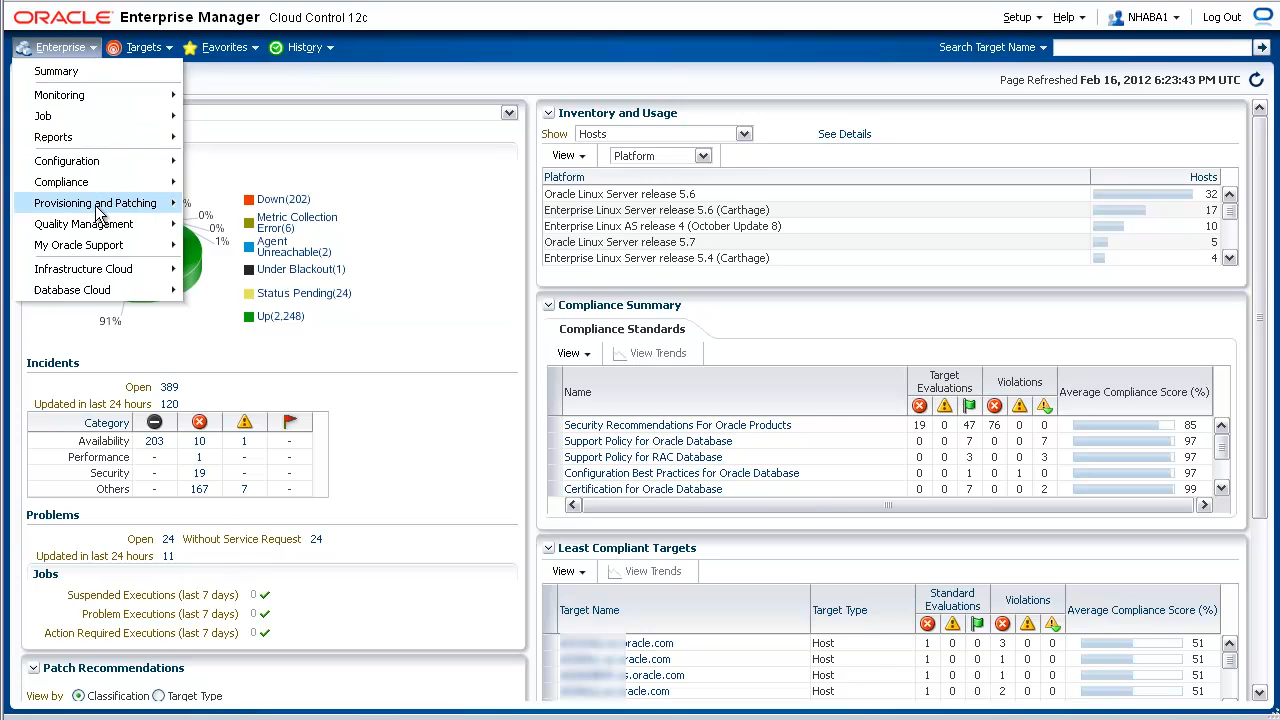 ORACLE Enterprise Manager Cloud Control 12c
Setup Help NHABA1 Log Out
Enterprise Targets Favorites History
Search Target Name
Summary
Monitoring
Job
Reports
Configuration
Compliance
Provisioning and Patching
Quality Management
My Oracle Support
Infrastructure Cloud
Database Cloud
Page Refreshed Feb 16, 2012 6:23:43 PM UTC
%
0%
0%
1%
91%
Down(202)
Metric Collection
Error(6)
Agent
Unreachable(2)
Under Blackout(1)
Status Pending(24)
Up(2,248)
Incidents
Open 389
Updated in last 24 hours 120
Category
Availability 203 10 1 -
Performance - 1 - -
Security - 19 - -
Others - 167 7 -
Problems
Open 24 Without Service Request 24
Updated in last 24 hours 11
Jobs
Suspended Executions (last 7 days) 0
Problem Executions (last 7 days) 0
Action Required Executions (last 7 days) 0
Patch Recommendations
View by Classification Target Type
Inventory and Usage
Show Hosts See Details
View Platform
Platform Hosts
Oracle Linux Server release 5.6 32
Enterprise Linux Server release 5.6 (Carthage) 17
Enterprise Linux AS release 4 (October Update 8) 10
Oracle Linux Server release 5.7 5
Enterprise Linux Server release 5.4 (Carthage) 4
Compliance Summary
Compliance Standards
View View Trends
Name Target Evaluations Violations Average Compliance Score (%)
Security Recommendations For Oracle Products 19 0 47 76 0 0 85
Support Policy for Oracle Database 0 0 7 0 0 7 97
Support Policy for RAC Database 0 0 3 0 0 3 97
Configuration Best Practices for Oracle Database 0 0 1 0 1 0 97
Certification for Oracle Database 0 0 7 0 0 2 99
Least Compliant Targets
View View Trends
Target Name Target Type Standard Evaluations Violations Average Compliance Score (%)
oracle.com Host 1 0 0 3 0 0 51
oracle.com Host 1 0 0 1 0 0 51
.oracle.com Host 1 0 0 1 0 0 51
oracle.com Host 1 0 0 2 0 0 51